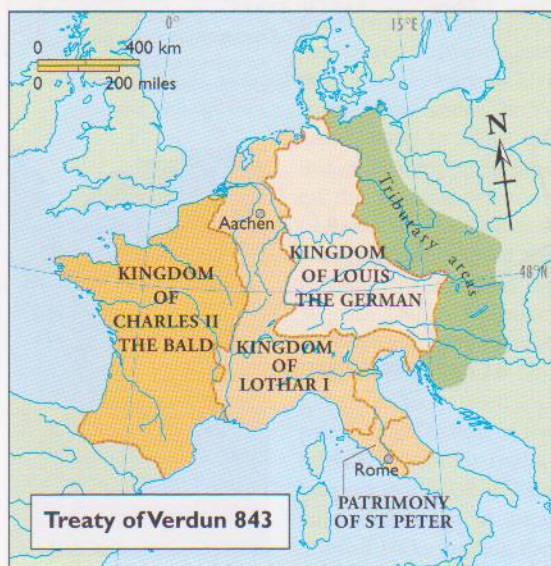 0°
15°E
0 400 km
0 200 miles
N
Tributary areas
Aachen
48°N
KINGDOM
OF
CHARLES II
THE BALD
KINGDOM
OF LOUIS
THE GERMAN
KINGDOM
OF
LOTHAR I
Rome
PATRIMONY
OF ST PETER
Treaty of Verdun 843